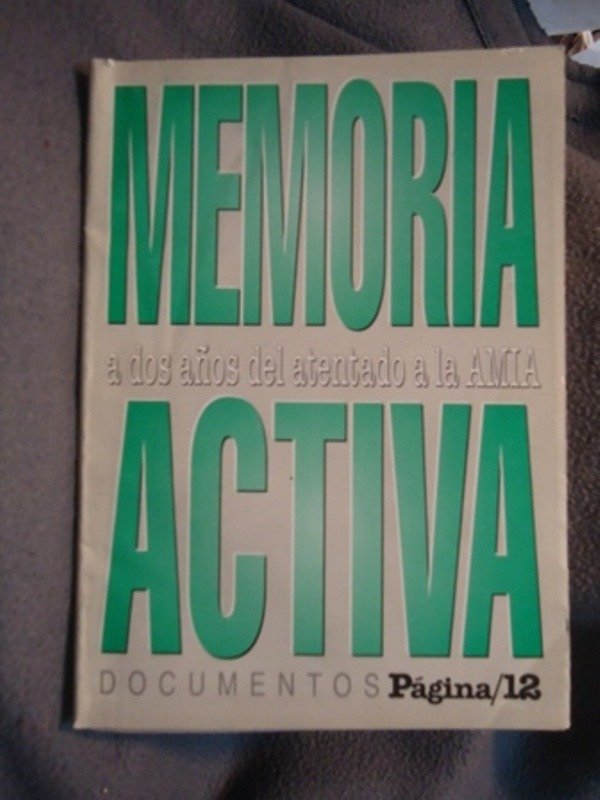 MEMORIA
a dos años del atentado a la AMIA
ACTIVA
DOCUMENTOS Página/12